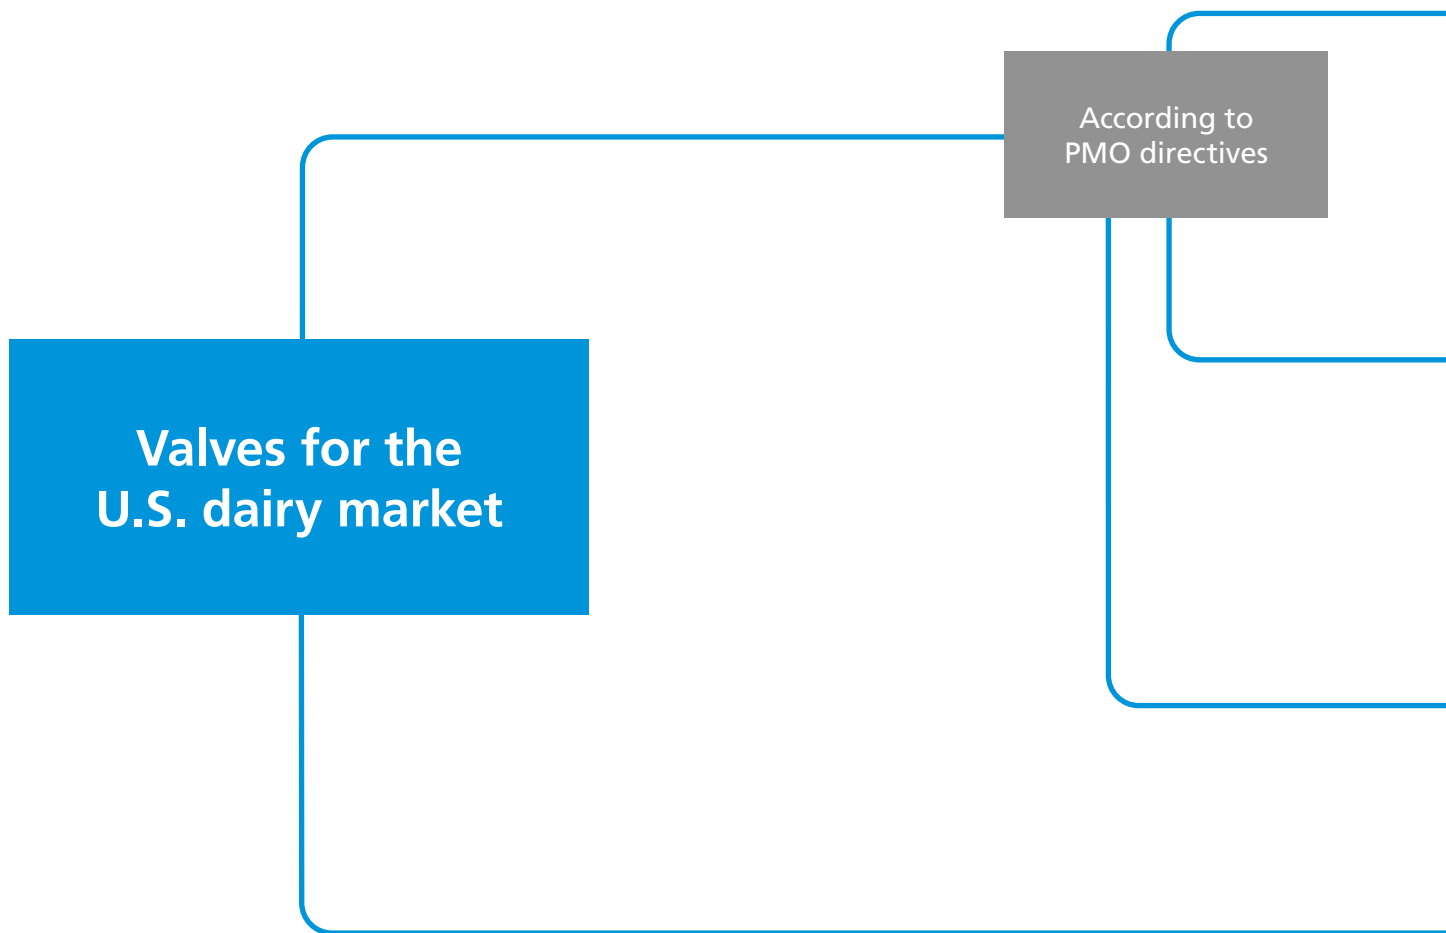 According to
PMO directives
Valves for the
U.S. dairy market